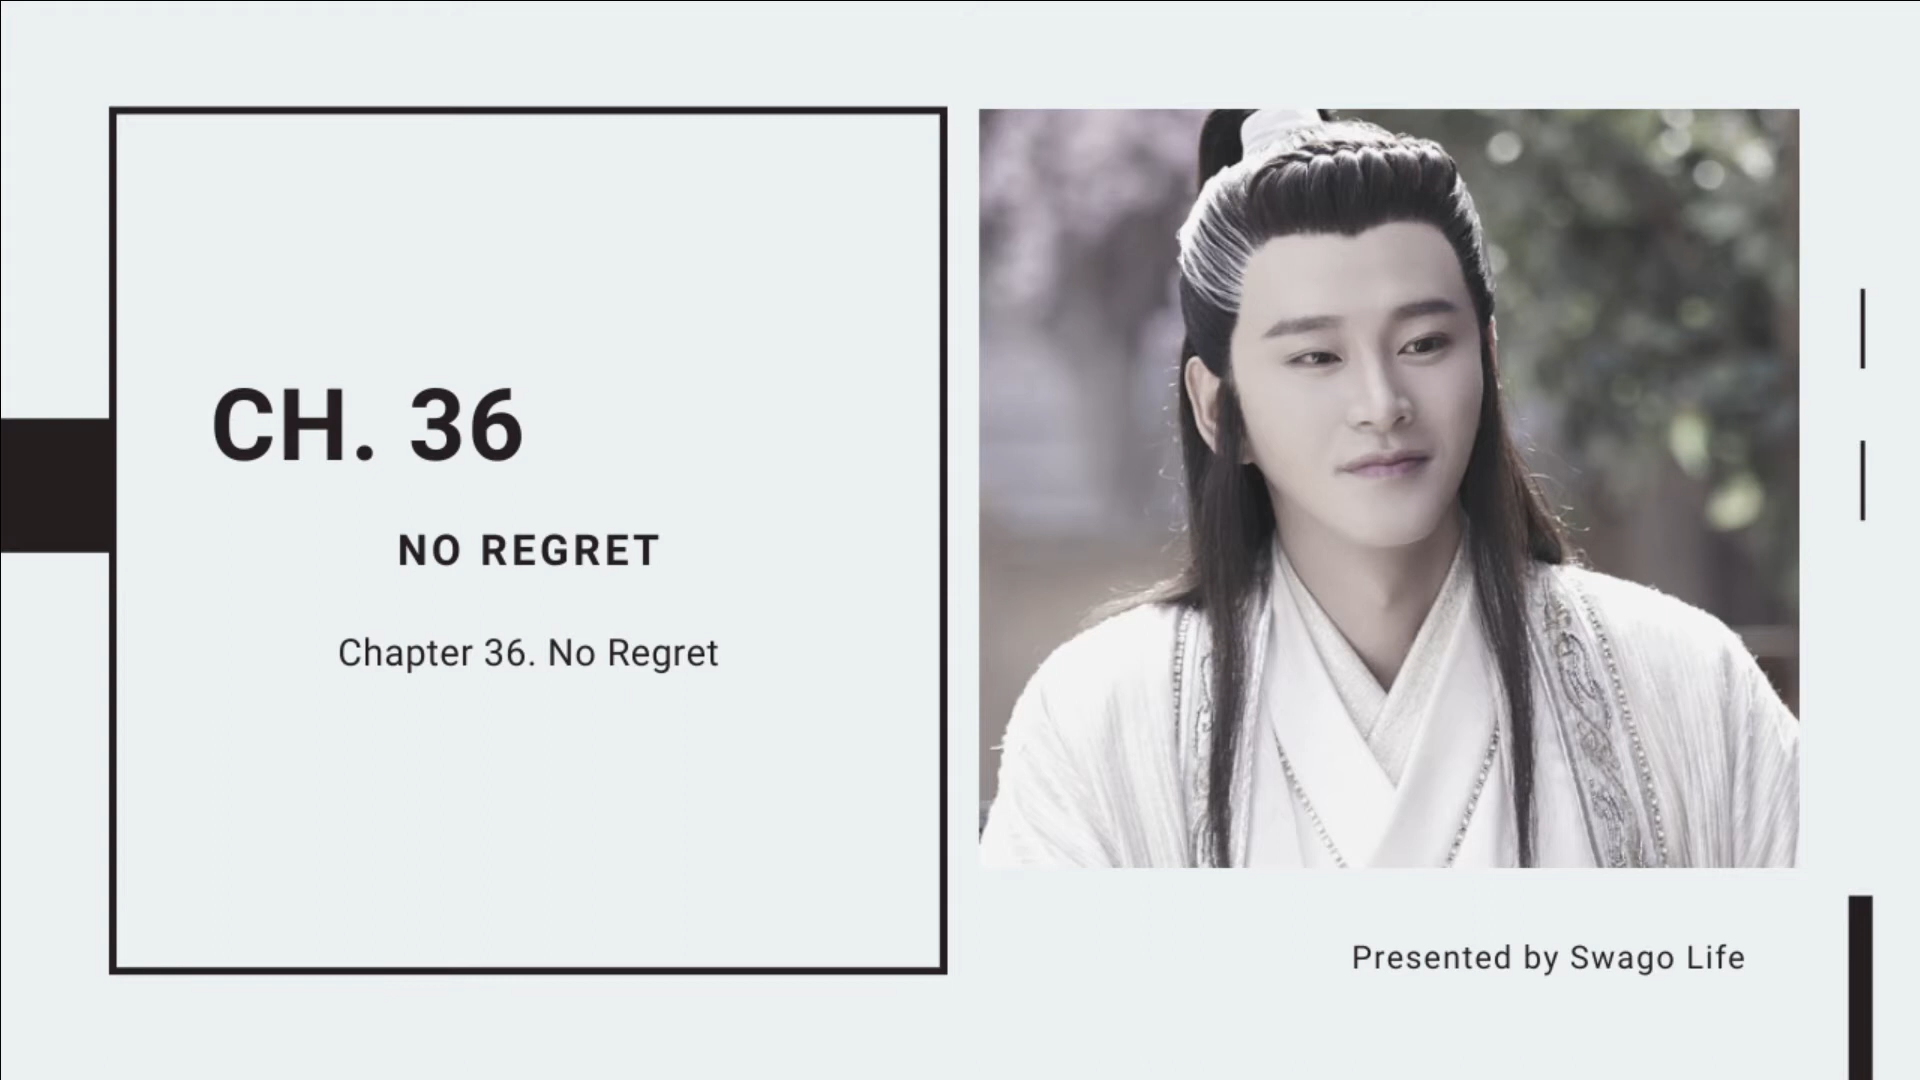 CH. 36
NO REGRET
Chapter 36. No Regret
Presented by Swago Life